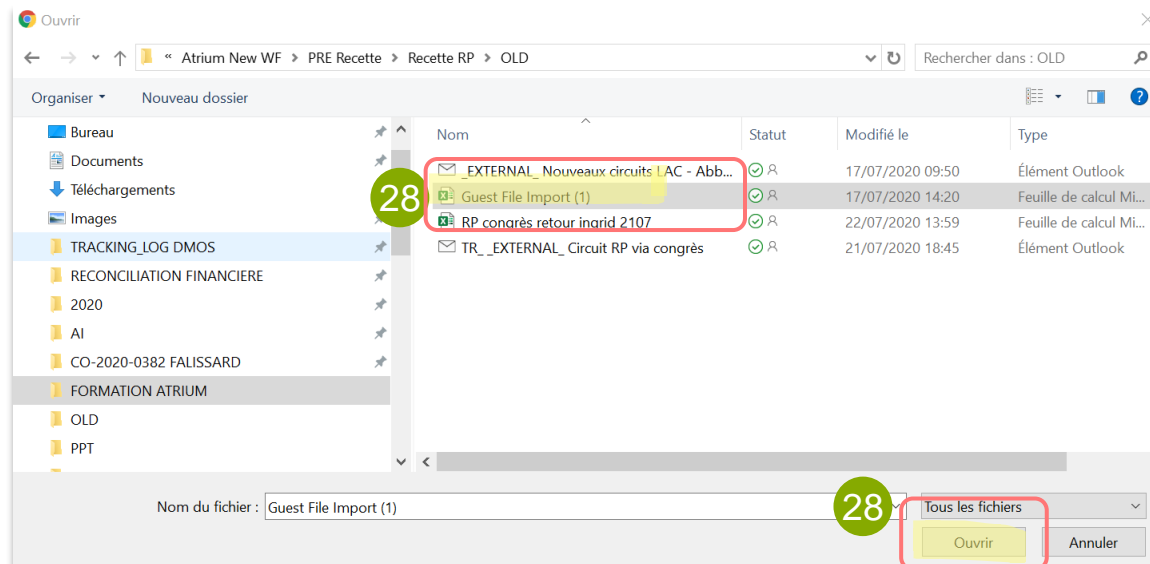 Ouvrir
« Atrium New WF > PRE Recette > Recette RP > OLD
Rechercher dans : OLD
Organiser
Nouveau dossier
?
Bureau
Documents
Téléchargements
Images
TRACKING_LOG DMOS
RECONCILIATION FINANCIERE
2020
AI
CO-2020-0382 FALISSARD
FORMATION ATRIUM
OLD
PPT
Nom Statut Modifié le Type
_EXTERNAL_ Nouveaux circuits LAC - Abb... 17/07/2020 09:50 Élément Outlook
28 Guest File Import (1) 17/07/2020 14:20 Feuille de calcul Mi...
RP congrès retour ingrid 2107 22/07/2020 13:59 Feuille de calcul Mi...
TR_ _EXTERNAL_ Circuit RP via congrès 21/07/2020 18:45 Élément Outlook
Nom du fichier : Guest File Import (1)
28
Tous les fichiers
Ouvrir
Annuler